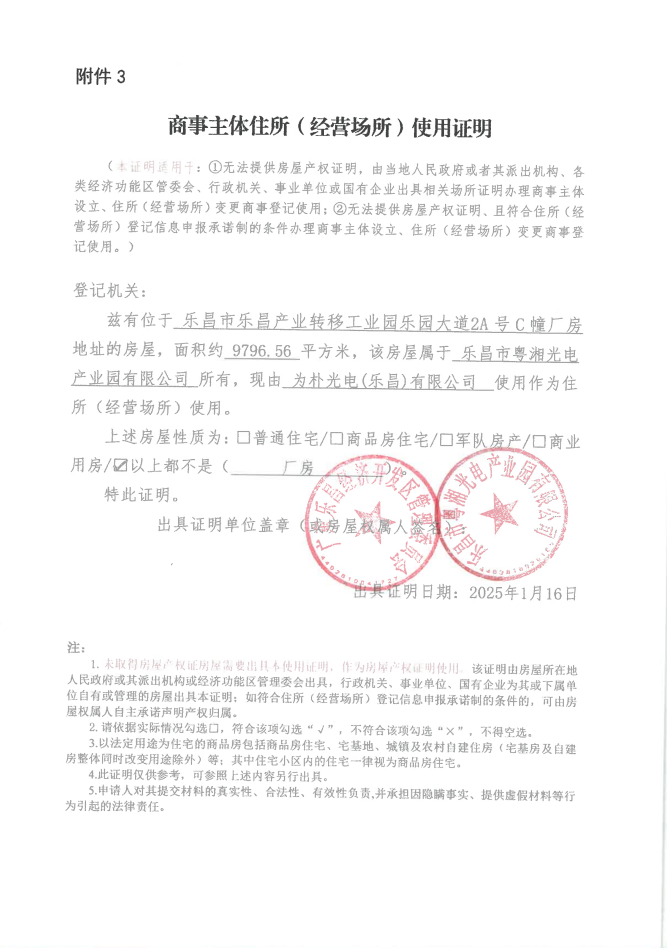 附件 3
商事主体住所（经营场所）使用证明
（本证明适用于：①无法提供房屋产权证明，由当地人民政府或者其派出机构、各
类经济功能区管委会、行政机关、事业单位或国有企业出具相关场所证明办理商事主体
设立、住所（经营场所）变更商事登记使用；②无法提供房屋产权证明、且符合住所（经
营场所）登记信息申报承诺制的条件办理商事主体设立、住所（经营场所）变更商事登
记使用。）
登记机关：
兹有位于 乐昌市乐昌产业转移工业园乐园大道2A 号 C 幢厂房
地址的房屋，面积约 9796.56 平方米，该房屋属于 乐昌市粤湘光电
产业园有限公司 所有，现由 为朴光电(乐昌)有限公司 使用作为住
所（经营场所）使用。
上述房屋性质为：□普通住宅/□商品房住宅/□军队房产/□商业
用房/☑以上都不是（ 厂房 ）。
特此证明。
出具证明单位盖章（或房屋权属人签名）：
广东乐昌经济开发区管理委员会
乐昌市粤湘光电产业园有限公司
出具证明日期：2025年1月16日
注：
1.未取得房屋产权证房屋需要出具本使用证明，作为房屋产权证明使用。该证明由房屋所在地
人民政府或其派出机构或经济功能区管理委会出具，行政机关、事业单位、国有企业为其或下属单
位自有或管理的房屋出具本证明；如符合住所（经营场所）登记信息申报承诺制的条件的，可由房
屋权属人自主承诺声明产权归属。
2.请依据实际情况勾选□，符合该项勾选“√”，不符合该项勾选“×”，不得空选。
3.以法定用途为住宅的商品房包括商品房住宅、宅基地、城镇及农村自建住房（宅基房及自建
房整体同时改变用途除外）等；其中住宅小区内的住宅一律视为商品房住宅。
4.此证明仅供参考，可参照上述内容另行出具。
5.申请人对其提交材料的真实性、合法性、有效性负责,并承担因隐瞒事实、提供虚假材料等行
为引起的法律责任。